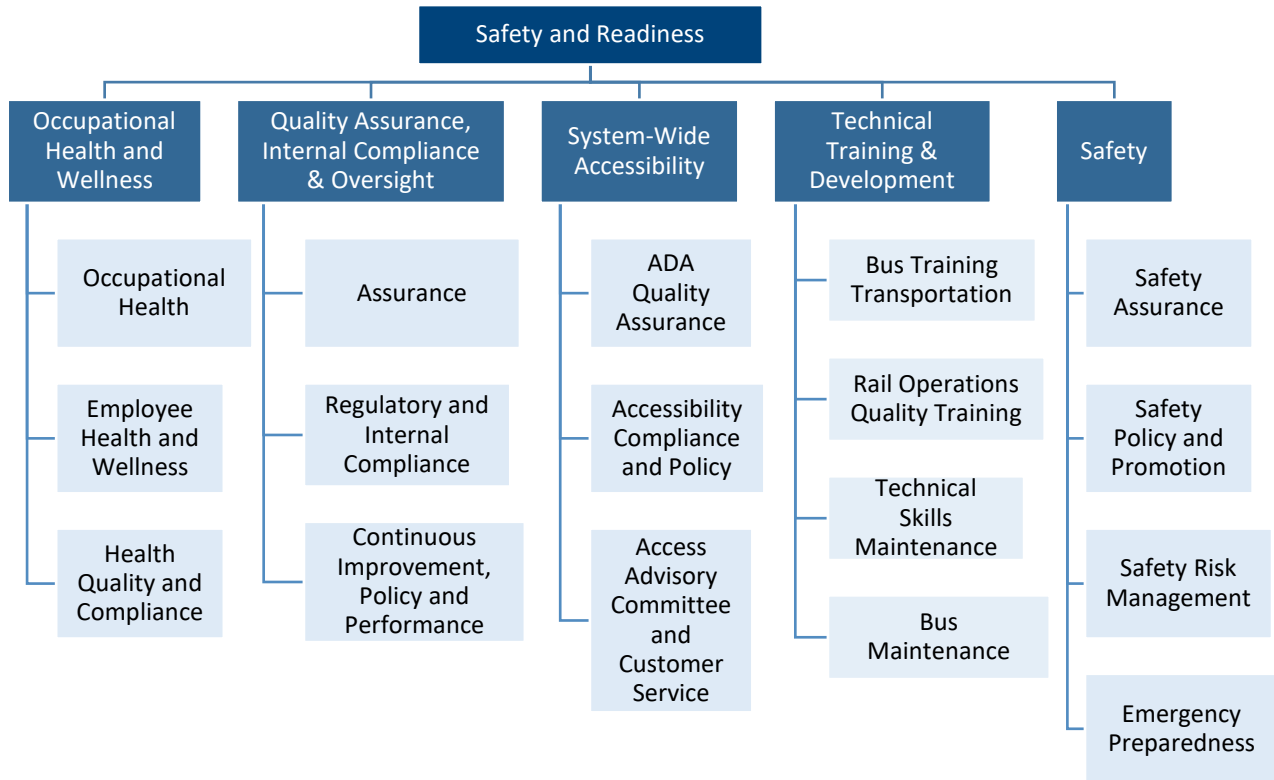 Safety and Readiness
Occupational
Health and
Wellness
Occupational
Health
Employee
Health and
Wellness
Health
Quality and
Compliance
Quality Assurance,
Internal Compliance
& Oversight
Assurance
Regulatory and
Internal
Compliance
Continuous
Improvement,
Policy and
Performance
System-Wide
Accessibility
ADA
Quality
Assurance
Accessibility
Compliance
and Policy
Access
Advisory
Committee
and
Customer
Service
Technical
Training &
Development
Bus Training
Transportation
Rail Operations
Quality Training
Technical
Skills
Maintenance
Bus
Maintenance
Safety
Safety
Assurance
Safety
Policy and
Promotion
Safety Risk
Management
Emergency
Preparedness